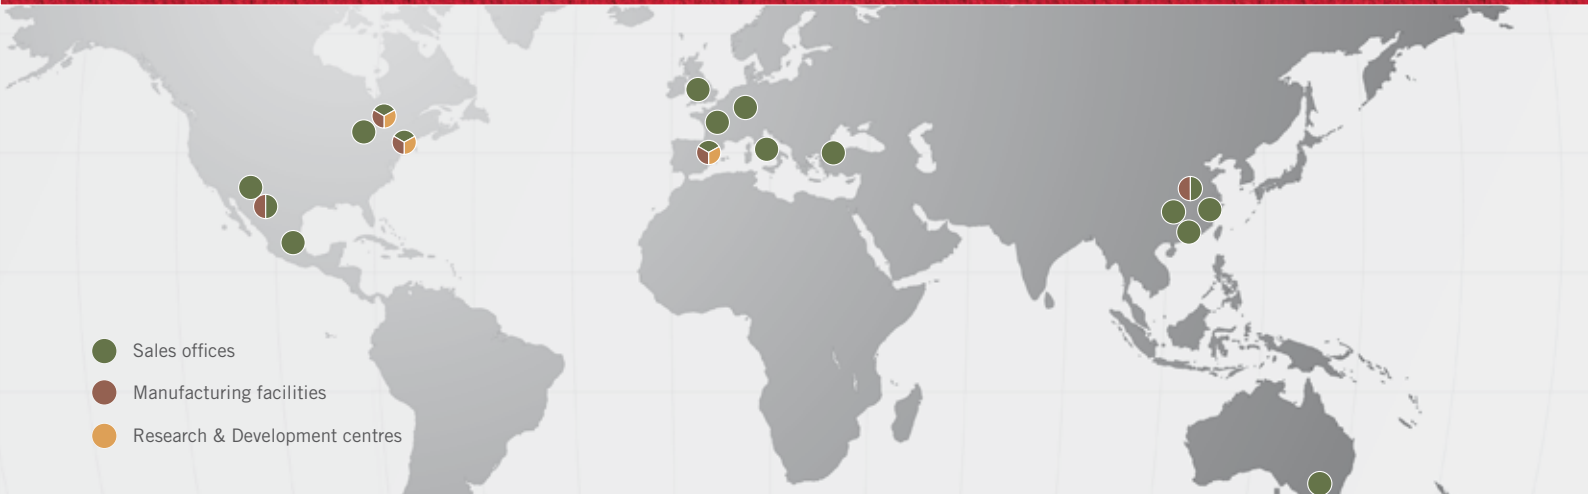 Sales offices
Manufacturing facilities
Research & Development centres